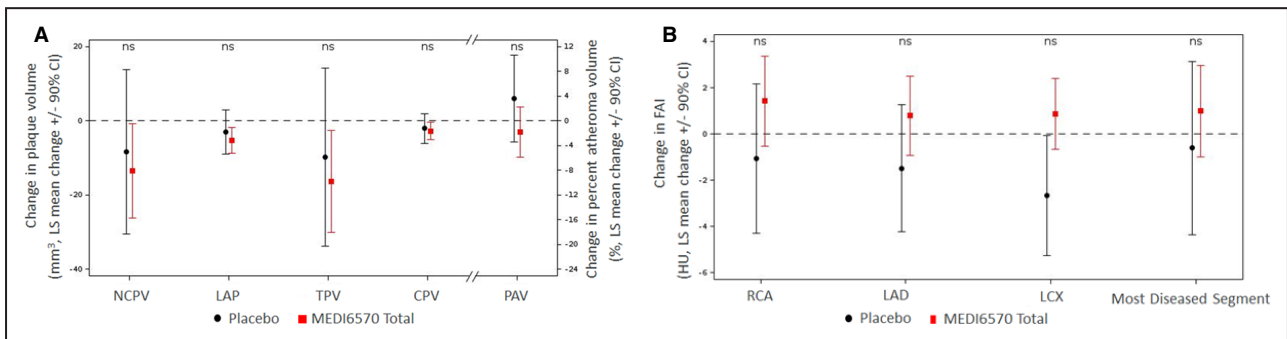 A
ns ns ns ns ns
20
0
-20
-40
12
8
4
0
-4
-8
-12
-16
-20
-24
Change in plaque volume
(mm³, LS mean change +/- 90% CI)
Change in percent atheroma volume
(%, LS mean change +/- 90% CI)
NCPV LAP TPV CPV PAV
Placebo MEDI6570 Total
B
ns ns ns ns
4
2
0
-2
-4
-6
Change in FAI
(HU, LS mean change +/- 90% CI)
RCA LAD LCX Most Diseased Segment
Placebo MEDI6570 Total